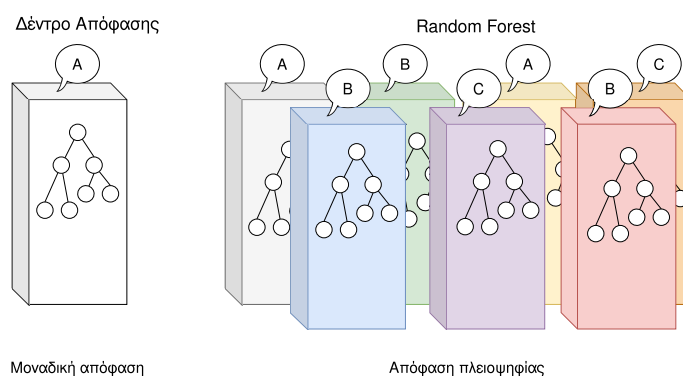 Δέντρο Απόφασης
Random Forest
A
A
B
B
C
A
B
C
Μοναδική απόφαση
Απόφαση πλειοψηφίας